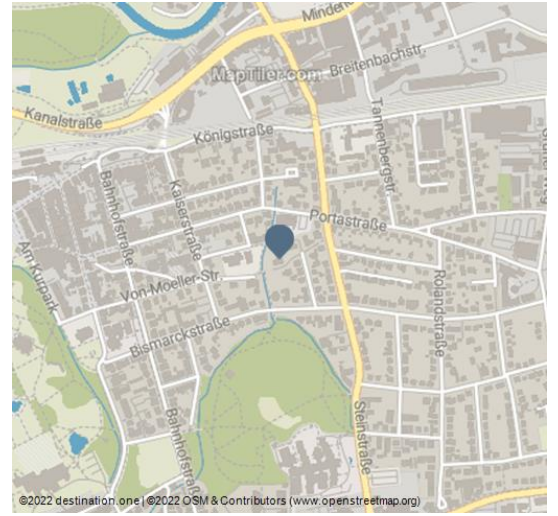 Mindener
MapTiler.com
Breitenbachstr.
Kanalstraße
Tannenbergstr.
Königstraße
Bahnhofstraße
Kaiserstraße
Portastraße
Am Kurpark
Von-Moeller-Str.
Rolandstraße
Bismarckstraße
Steinstraße
Bahnhofstraße
©2022 destination.one | ©2022 OSM & Contributors (www.openstreetmap.org)